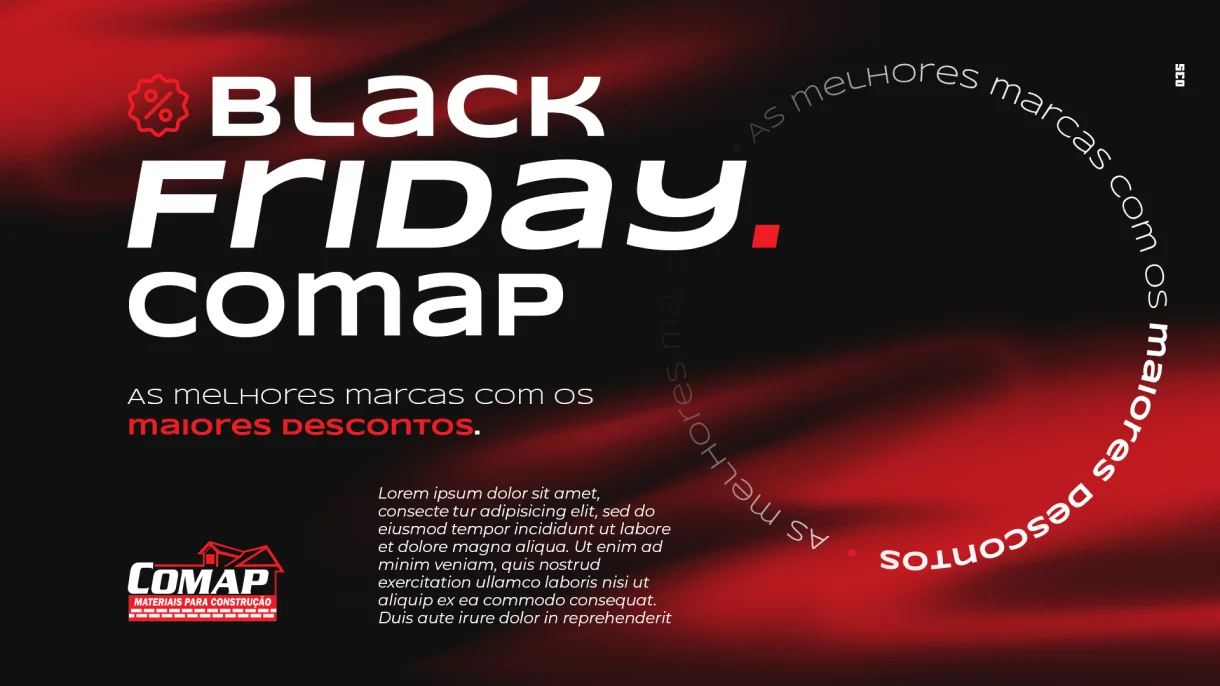 BLacK
FrIDay.
comaP
As meLHores marcas com os
maiores Descontos.
Lorem ipsum dolor sit amet,
consecte tur adipisicing elit, sed do
eiusmod tempor incididunt ut labore
et dolore magna aliqua. Ut enim ad
minim veniam, quis nostrud
exercitation ullamco laboris nisi ut
aliquip ex ea commodo consequat.
Duis aute irure dolor in reprehenderit
COMAP
MATERIAIS PARA CONSTRUÇÃO
As meLHores marcas com os maiores Descontos
As meLHores mar
SCO